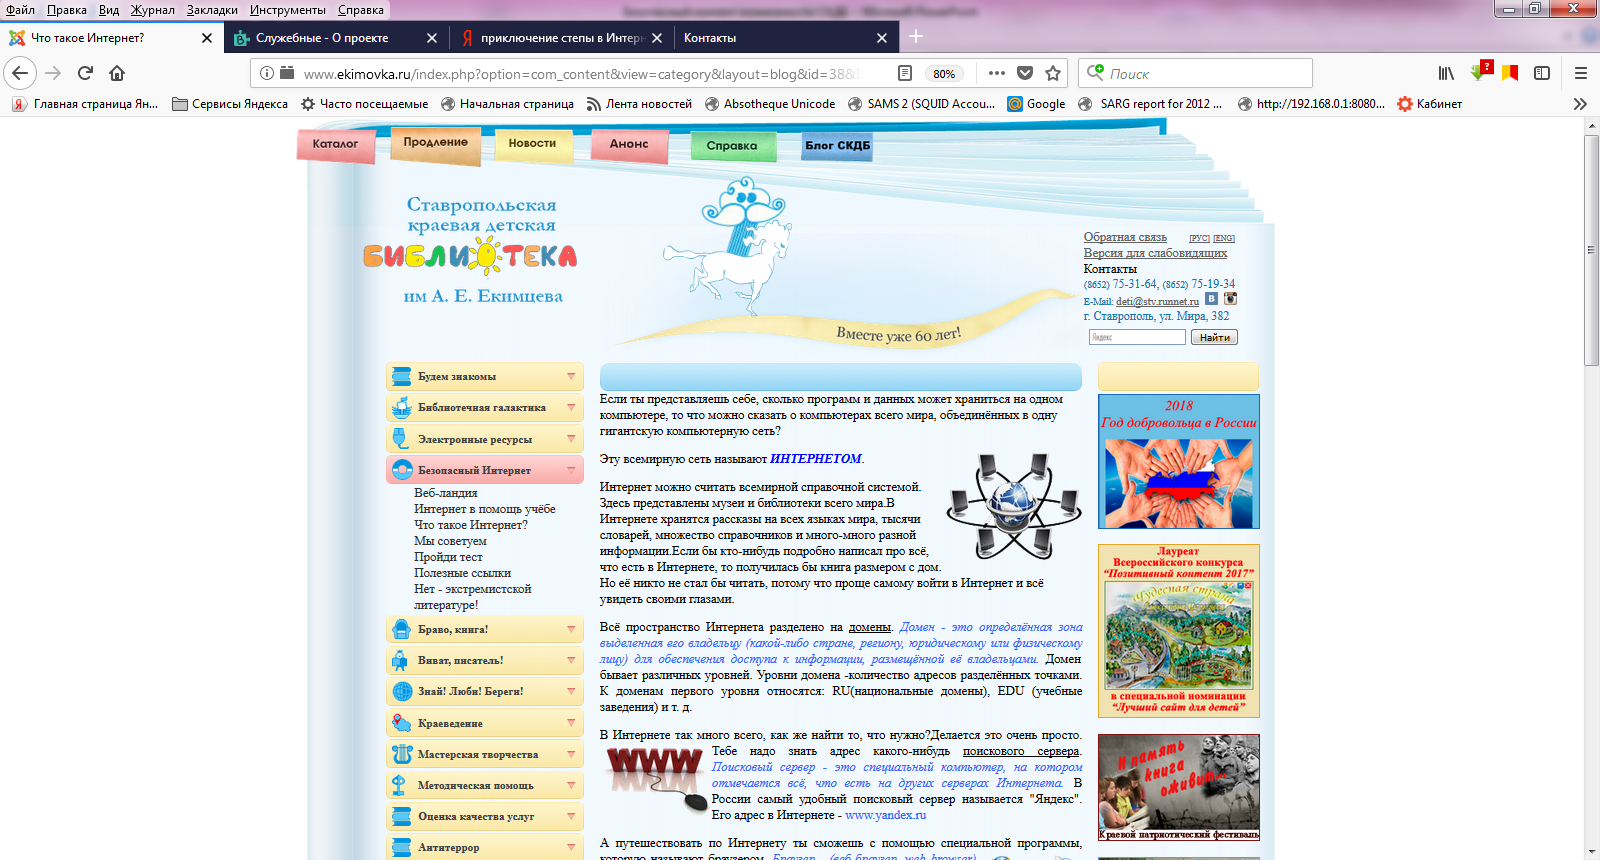 Файл Правка Вид Журнал Закладки Инструменты Справка
Что такое Интернет?
Служебные - О проекте
приключение степы в Интерн
Контакты
www.ekimovka.ru/index.php?option=com_content&view=category&layout=blog&id=38&
80%
Поиск
Главная страница Ян...
Сервисы Яндекса
Часто посещаемые
Начальная страница
Лента новостей
Absotheque Unicode
SAMS 2 (SQUID Accou...
Google
SARG report for 2012 ...
http://192.168.0.1:8080...
Кабинет
Каталог
Продление
Новости
Анонс
Справка
Блог СКДБ
Ставропольская
краевая детская
БИБЛИОТЕКА
им А. Е. Екимцева
Вместе уже 60 лет!
Обратная связь [РУС] [ENG]
Версия для слабовидящих
Контакты
(8652) 75-31-64, (8652) 75-19-34
E-Mail: deti@stv.runnet.ru
г. Ставрополь, ул. Мира, 382
Яндекс
Найти
Будем знакомы
Библиотечная галактика
Электронные ресурсы
Безопасный Интернет
Веб-ландия
Интернет в помощь учёбе
Что такое Интернет?
Мы советуем
Пройди тест
Полезные ссылки
Нет - экстремистской
литературе!
Браво, книга!
Виват, писатель!
Знай! Люби! Береги!
Краеведение
Мастерская творчества
Методическая помощь
Оценка качества услуг
Антитеррор
Если ты представляешь себе, сколько программ и данных может храниться на одном
компьютере, то что можно сказать о компьютерах всего мира, объединённых в одну
гигантскую компьютерную сеть?
Эту всемирную сеть называют ИНТЕРНЕТОМ.
Интернет можно считать всемирной справочной системой.
Здесь представлены музеи и библиотеки всего мира.В
Интернете хранятся рассказы на всех языках мира, тысячи
словарей, множество справочников и много-много разной
информации.Если бы кто-нибудь подробно написал про всё,
что есть в Интернете, то получилась бы книга размером с дом.
Но её никто не стал бы читать, потому что проще самому войти в Интернет и всё
увидеть своими глазами.
Всё пространство Интернета разделено на домены. Домен - это определённая зона
выделенная его владельцу (какой-либо стране, региону, юридическому или физическому
лицу) для обеспечения доступа к информации, размещённой её владельцами. Домен
бывает различных уровней. Уровни домена -количество адресов разделённых точками.
К доменам первого уровня относятся: RU(национальные домены), EDU (учебные
заведения) и т. д.
В Интернете так много всего, как же найти то, что нужно?Делается это очень просто.
WWW
Тебе надо знать адрес какого-нибудь поискового сервера.
Поисковый сервер - это специальный компьютер, на котором
отмечается всё, что есть на других серверах Интернета. В
России самый удобный поисковый сервер называется "Яндекс".
Его адрес в Интернете - www.yandex.ru
А путешествовать по Интернету ты сможешь с помощью специальной программы,
которую называют браузером. Браузер - (веб-браузер, web-browser)
2018
Год добровольца в России
Лауреат
Всероссийского конкурса
“Позитивный контент 2017”
Чудесная страна
в специальной номинации
“Лучший сайт для детей”
И память
книга
оживит...
Краевой патриотический фестиваль